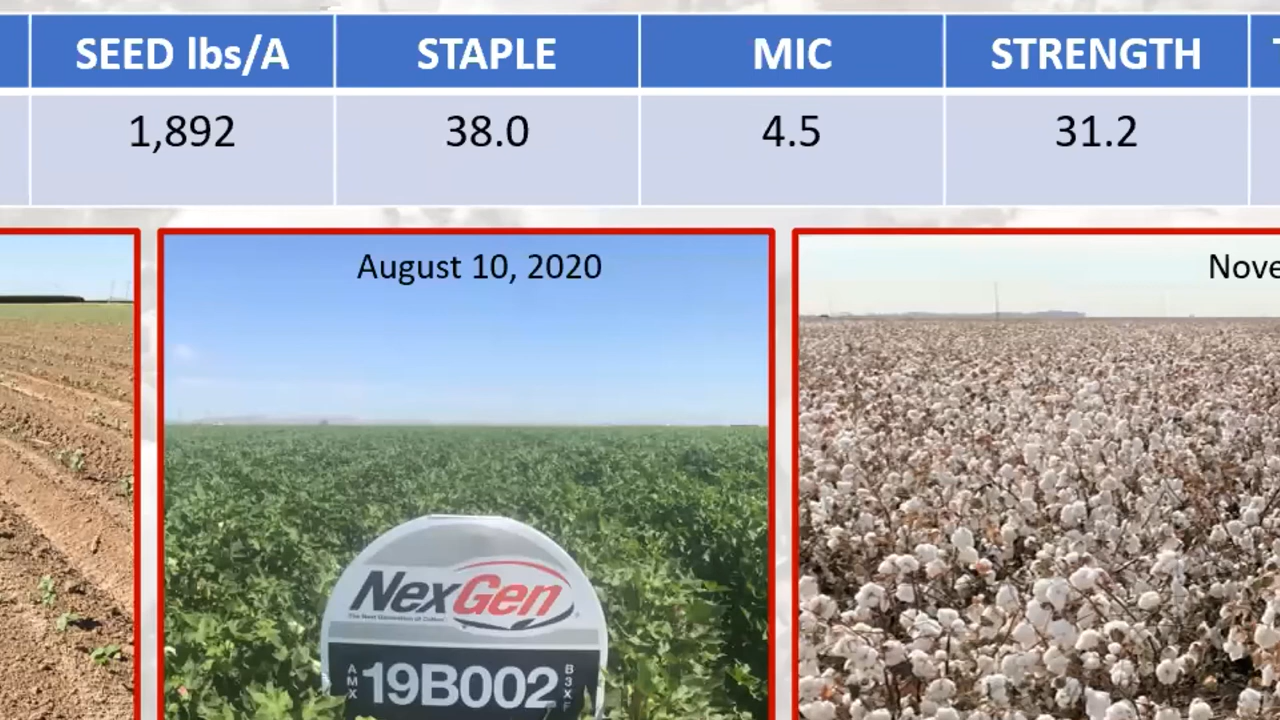 SEED lbs/A STAPLE MIC STRENGTH
1,892 38.0 4.5 31.2
August 10, 2020
Nove
NexGen
The Next Generation of Cotton
AMX 19B002 B3XF